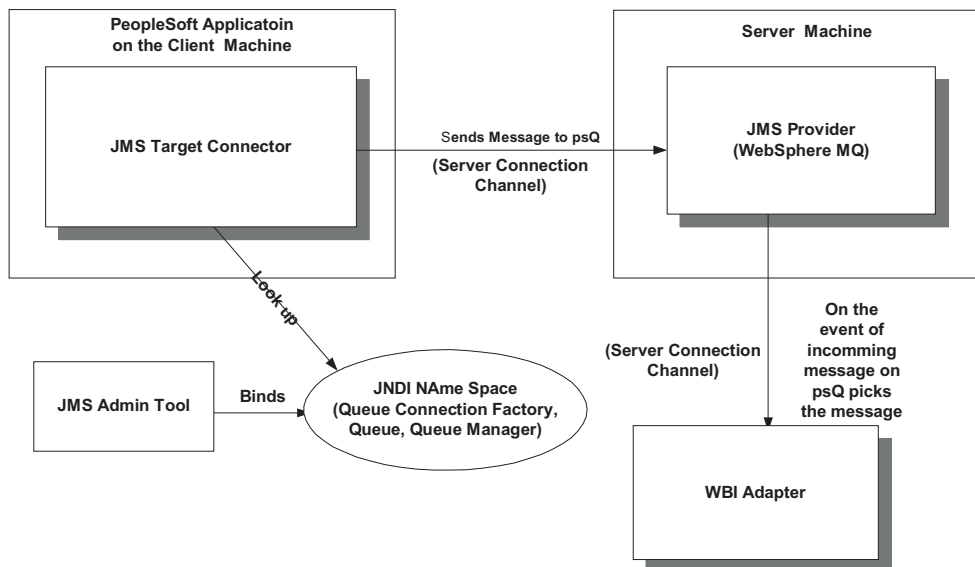 PeopleSoft Applicatoin
on the Client Machine
JMS Target Connector
Sends Message to psQ
(Server Connection
Channel)
Server Machine
JMS Provider
(WebSphere MQ)
Look up
JMS Admin Tool
Binds
JNDI NAme Space
(Queue Connection Factory,
Queue, Queue Manager)
(Server Connection
Channel)
On the
event of
incomming
message on
psQ picks
the message
WBI Adapter